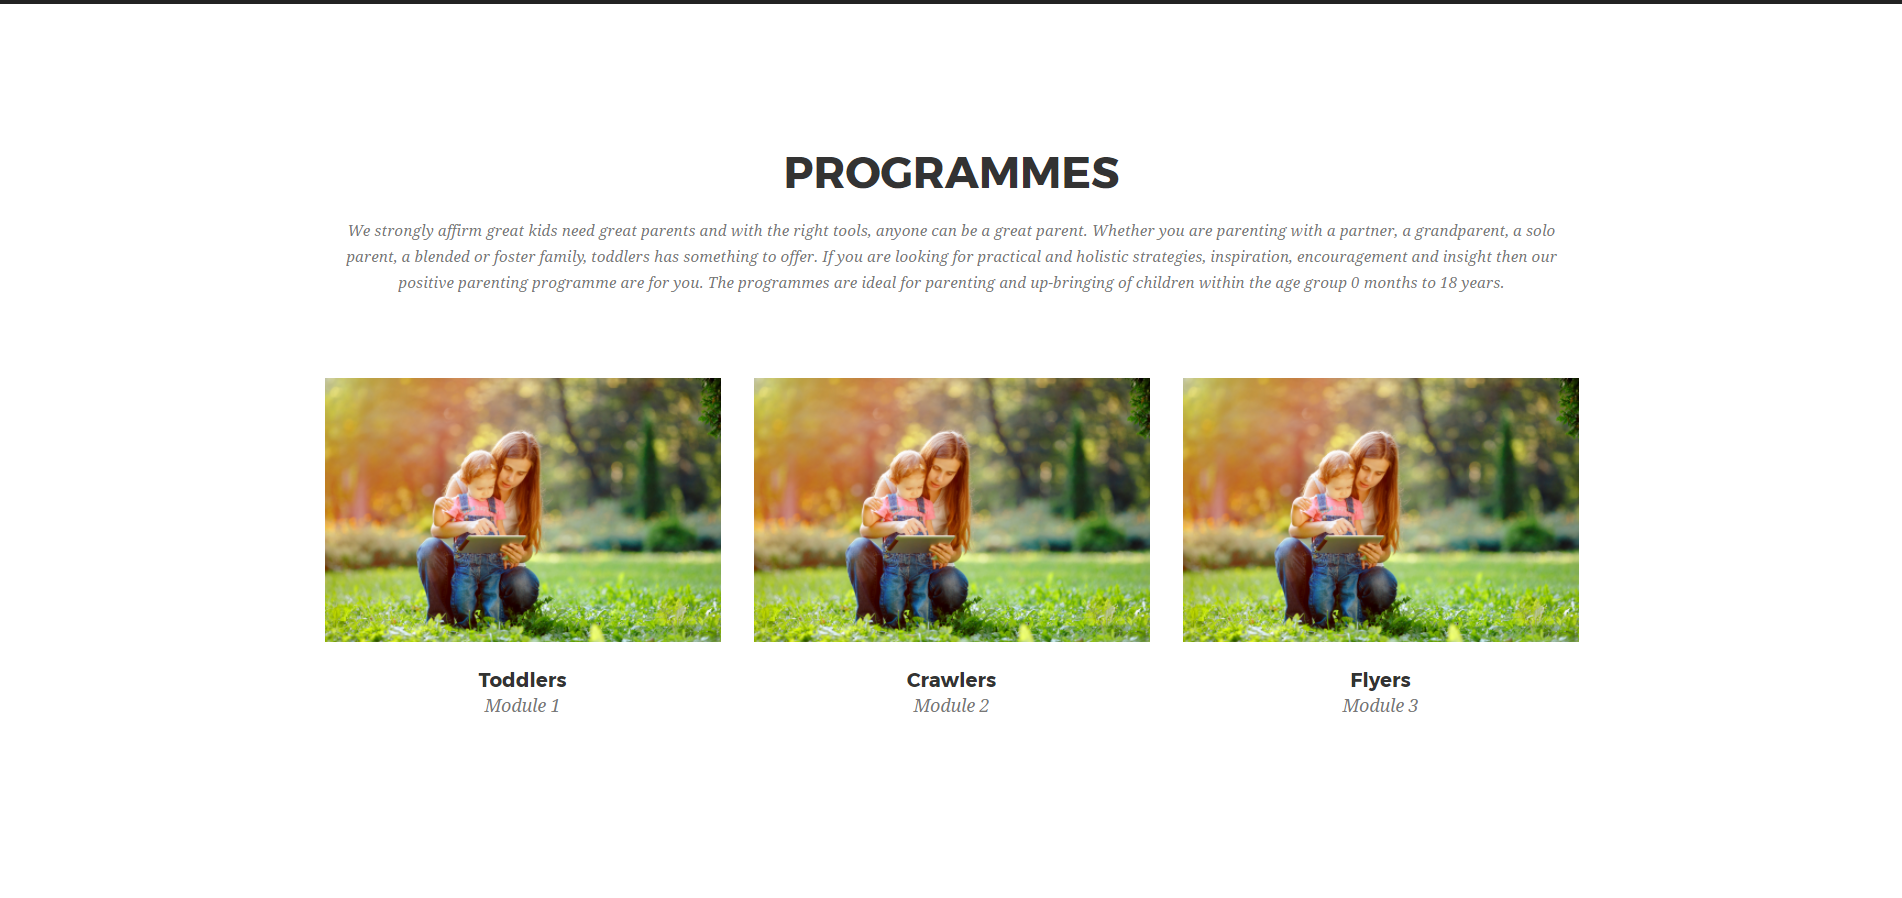 PROGRAMMES
We strongly affirm great kids need great parents and with the right tools, anyone can be a great parent. Whether you are parenting with a partner, a grandparent, a solo
parent, a blended or foster family, toddlers has something to offer. If you are looking for practical and holistic strategies, inspiration, encouragement and insight then our
positive parenting programme are for you. The programmes are ideal for parenting and up-bringing of children within the age group 0 months to 18 years.
Toddlers
Module 1
Crawlers
Module 2
Flyers
Module 3